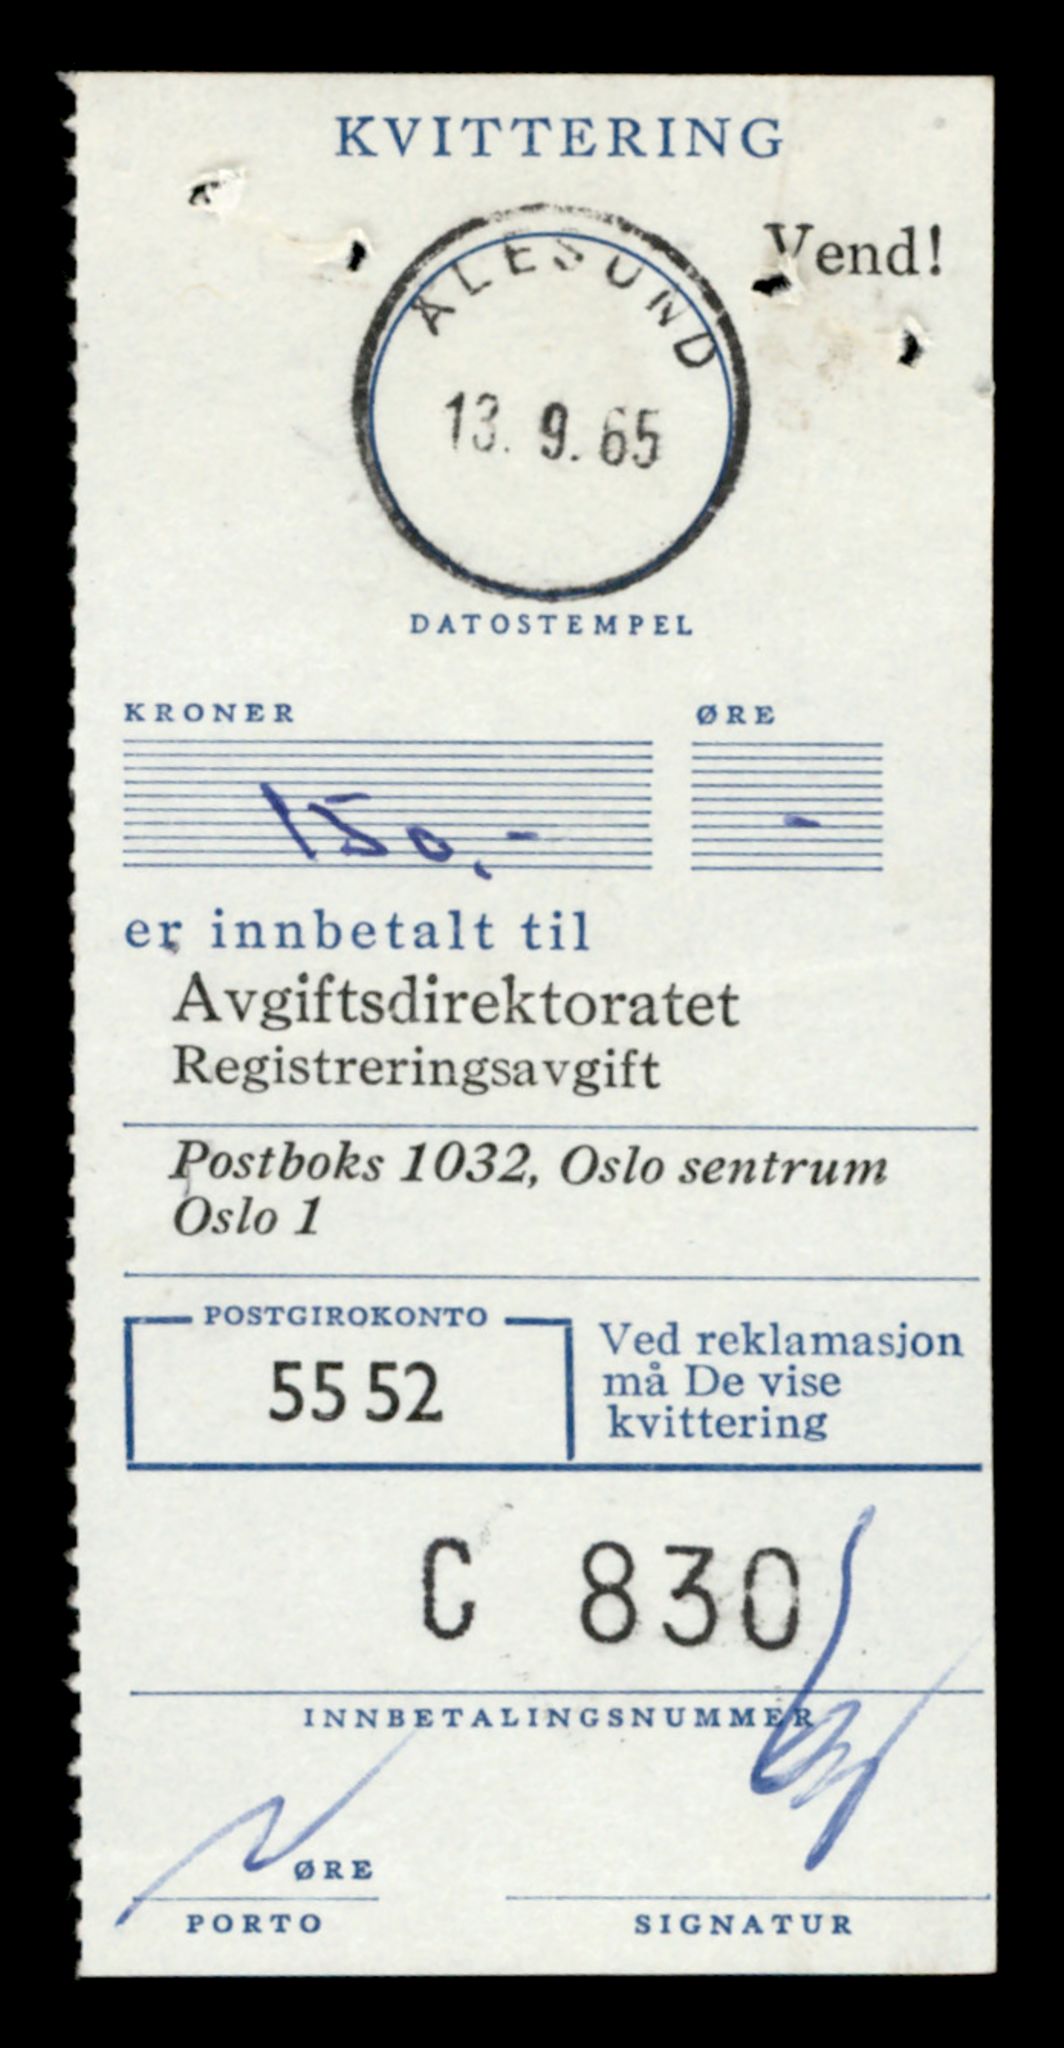 KVITTERING
Vend!
ÅLESUND
13. 9. 65
DATOSTEMPEL
KRONER ØRE
150,- -
er innbetalt til
Avgiftsdirektoratet
Registreringsavgift
Postboks 1032, Oslo sentrum
Oslo 1
POSTGIROKONTO
55 52
Ved reklamasjon
må De vise
kvittering
C 830
INNBETALINGSNUMMER
ØRE
PORTO SIGNATUR